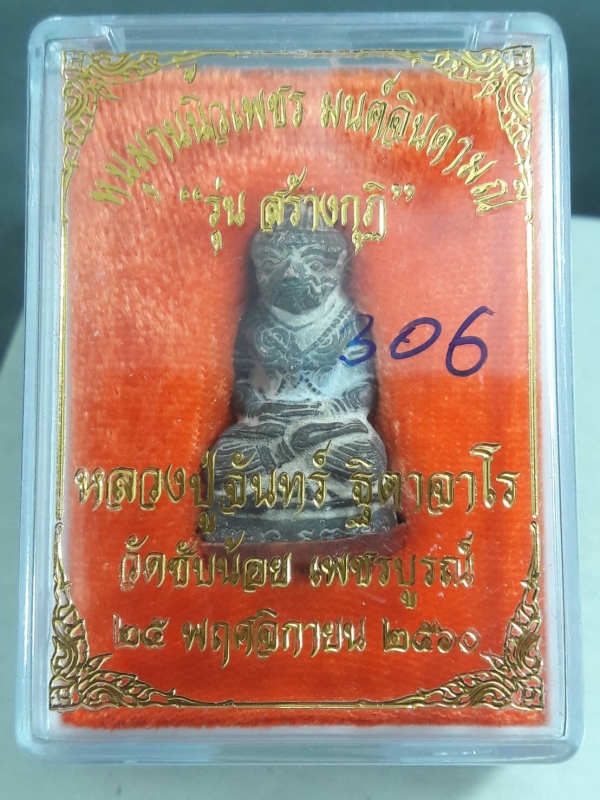 หนุมานนิ้วเพชร มนต์จินดามณี
“รุ่น สร้างกุฏิ”
306
หลวงปู่จันทร์ ฐิตาจาโร
วัดซับน้อย เพชรบูรณ์
๒๕ พฤศจิกายน ๒๕๖๐